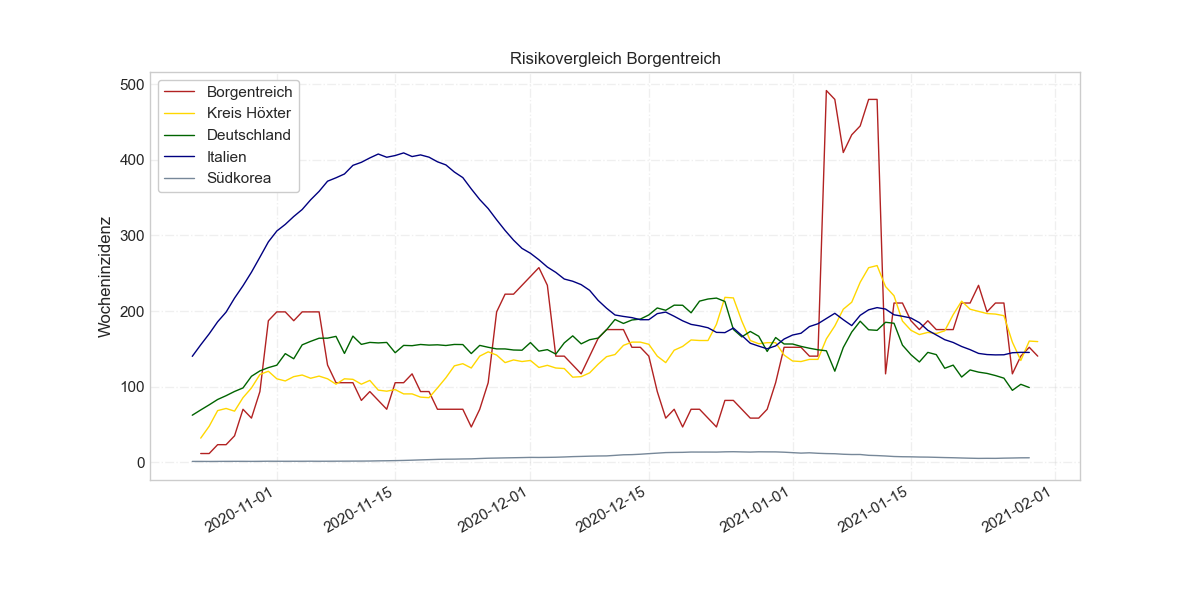 Risikovergleich Borgentreich
Wocheninzidenz
500
400
300
200
100
0
Borgentreich
Kreis Höxter
Deutschland
Italien
Südkorea
2020-11-01
2020-11-15
2020-12-01
2020-12-15
2021-01-01
2021-01-15
2021-02-01